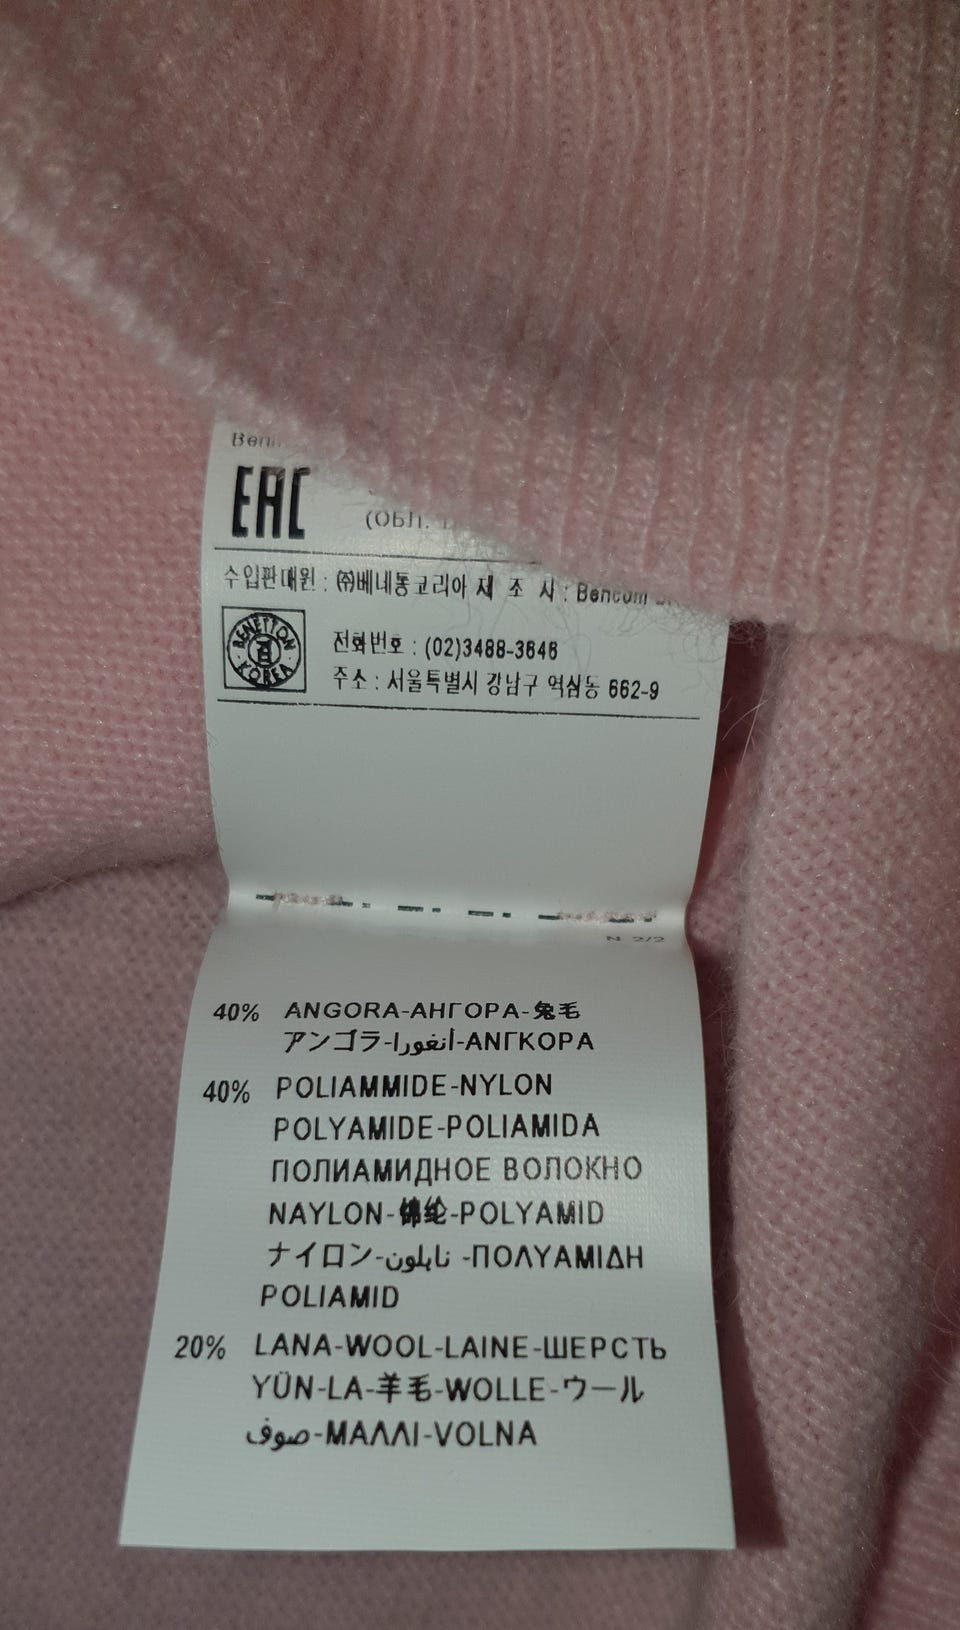 EAC
(ОБЛ.
수입판매원 : ㈜베네통코리아 제 조 사 : Bencom
BENETTON KOREA
전화번호 : (02)3488-3646
주소 : 서울특별시 강남구 역삼동 662-9
N 2/2
40% ANGORA-АНГОРА-兔毛
アンゴラ-أنغورا-ΑΝΓΚΟΡΑ
40% POLIAMMIDE-NYLON
POLYAMIDE-POLIAMIDA
ПОЛИАМИДНОЕ ВОЛОКНО
NAYLON-锦纶-POLYAMID
ナイロン-نايلون -ΠΟΛΥΑΜΙΔΗ
POLIAMID
20% LANA-WOOL-LAINE-ШЕРСТЬ
YÜN-LA-羊毛-WOLLE-ウール
صوف-ΜΑΛΛΙ-VOLNA